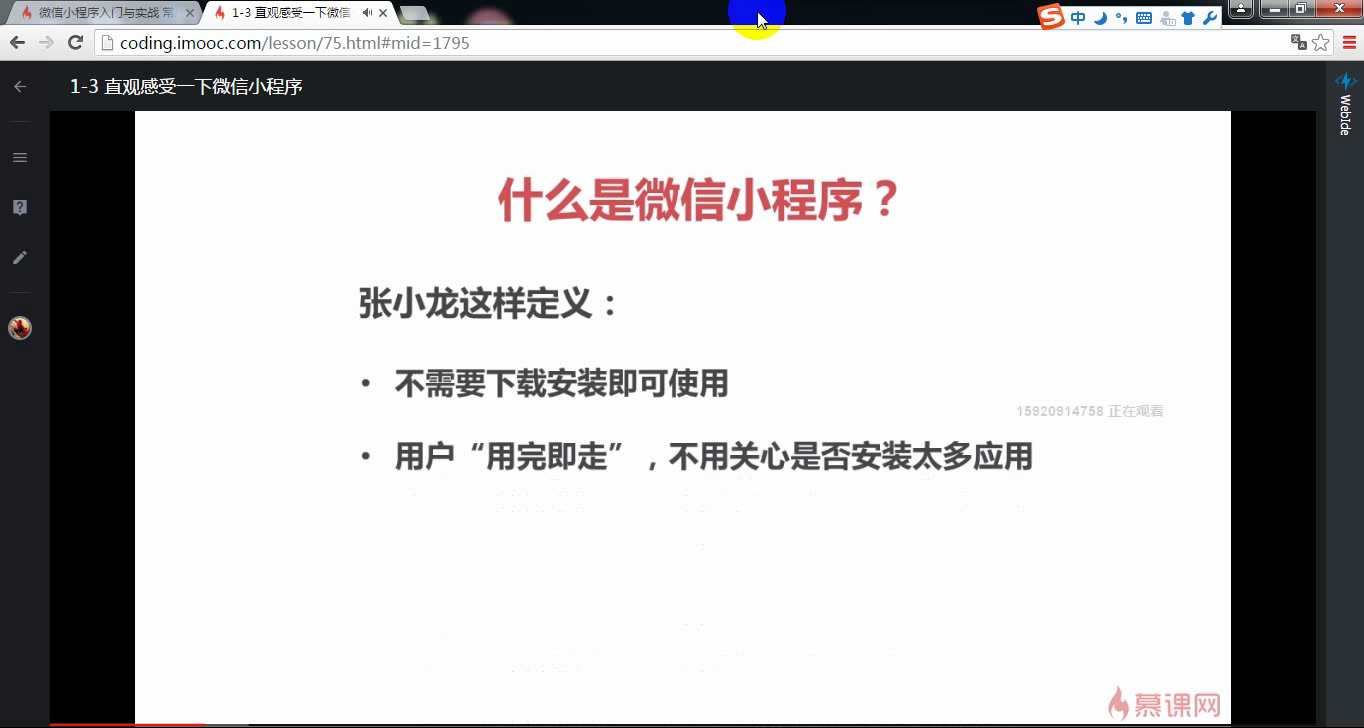 微信小程序入门与实战 常
1-3 直观感受一下微信
中
coding.imooc.com/lesson/75.html#mid=1795
1-3 直观感受一下微信小程序
WebIde
什么是微信小程序？
张小龙这样定义：
• 不需要下载安装即可使用
15920914758 正在观看
• 用户“用完即走”，不用关心是否安装太多应用
慕课网